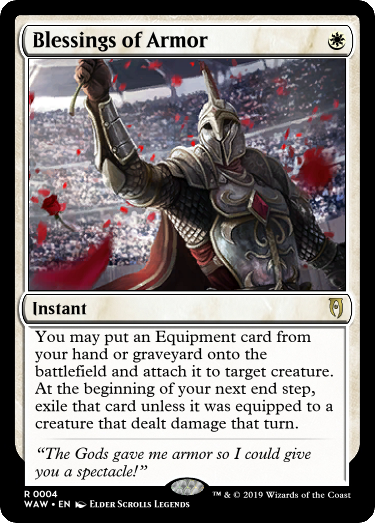 Blessings of Armor
Instant
You may put an Equipment card from
your hand or graveyard onto the
battlefield and attach it to target creature.
At the beginning of your next end step,
exile that card unless it was equipped to a
creature that dealt damage that turn.
“The Gods gave me armor so I could give
you a spectacle!”
R 0004
WAW • EN Elder Scrolls Legends
™ & © 2019 Wizards of the Coast